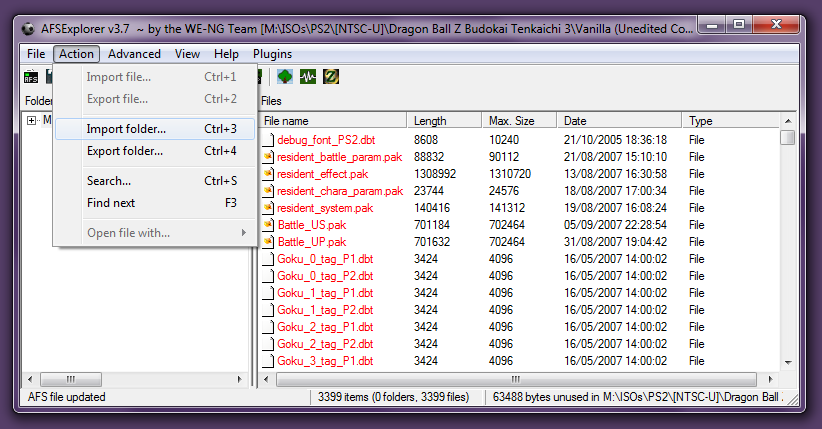 AFSExplorer v3.7 ~ by the WE-NG Team [M:\ISOs\PS2\[NTSC-U]\Dragon Ball Z Budokai Tenkaichi 3\Vanilla (Unedited Co...
File Action Advanced View Help Plugins
AFS
Import file... Ctrl+1
Export file... Ctrl+2
Import folder... Ctrl+3
Export folder... Ctrl+4
Search... Ctrl+S
Find next F3
Open file with...
Folde
M
Files
File name Length Max. Size Date Type
debug_font_PS2.dbt 8608 10240 21/10/2005 18:36:18 File
resident_battle_param.pak 88832 90112 21/08/2007 15:10:10 File
resident_effect.pak 1308992 1310720 13/08/2007 16:30:58 File
resident_chara_param.pak 23744 24576 18/08/2007 17:00:34 File
resident_system.pak 140416 141312 19/08/2007 16:08:24 File
Battle_US.pak 701184 702464 05/09/2007 22:28:54 File
Battle_UP.pak 701632 702464 31/08/2007 19:04:42 File
Goku_0_tag_P1.dbt 3424 4096 16/05/2007 14:00:02 File
Goku_0_tag_P2.dbt 3424 4096 16/05/2007 14:00:02 File
Goku_1_tag_P1.dbt 3424 4096 16/05/2007 14:00:02 File
Goku_1_tag_P2.dbt 3424 4096 16/05/2007 14:00:02 File
Goku_2_tag_P1.dbt 3424 4096 16/05/2007 14:00:02 File
Goku_2_tag_P2.dbt 3424 4096 16/05/2007 14:00:02 File
Goku_3_tag_P1.dbt 3424 4096 16/05/2007 14:00:02 File
AFS file updated 3399 items (0 folders, 3399 files) 63488 bytes unused in M:\ISOs\PS2\[NTSC-U]\Dragon Ball